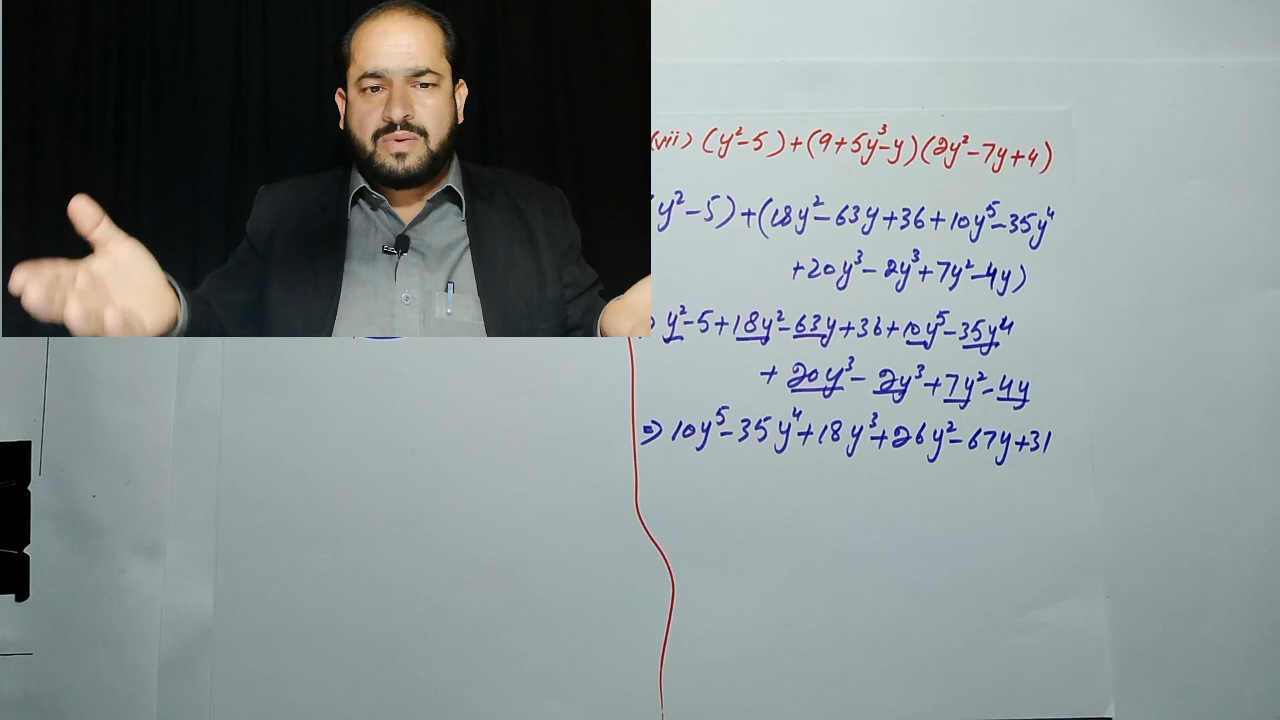 (vii) (y²-5)+(9+5y³-y)(2y²-7y+4)
(y²-5)+(18y²-63y+36+10y⁵-35y⁴
+20y³-2y³+7y²-4y)
y²-5+18y²-63y+36+10y⁵-35y⁴
+20y³-2y³+7y²-4y
⇒ 10y⁵-35y⁴+18y³+26y²-67y+31